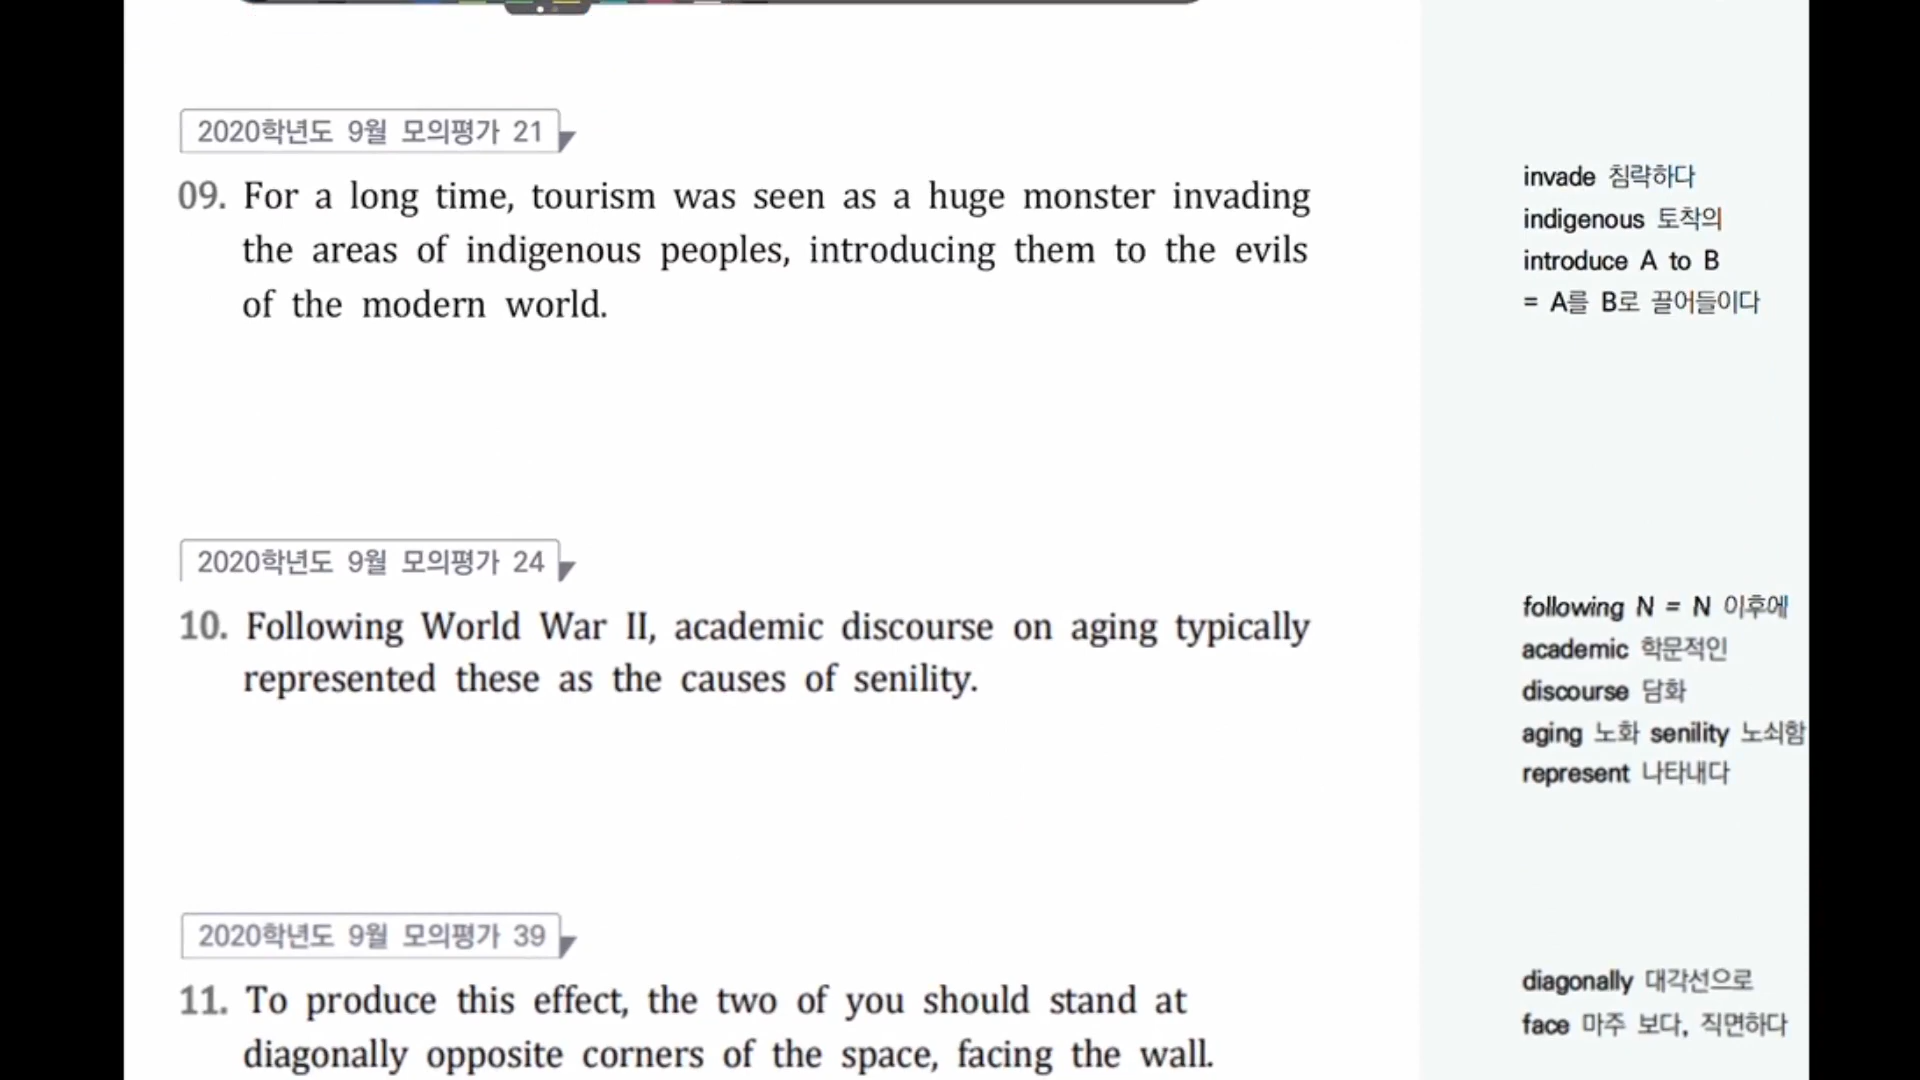 2020학년도 9월 모의평가 21
09. For a long time, tourism was seen as a huge monster invading
the areas of indigenous peoples, introducing them to the evils
of the modern world.
invade 침략하다
indigenous 토착의
introduce A to B
= A를 B로 끌어들이다
2020학년도 9월 모의평가 24
10. Following World War II, academic discourse on aging typically
represented these as the causes of senility.
following N = N 이후에
academic 학문적인
discourse 담화
aging 노화 senility 노쇠함
represent 나타내다
2020학년도 9월 모의평가 39
11. To produce this effect, the two of you should stand at
diagonally opposite corners of the space, facing the wall.
diagonally 대각선으로
face 마주 보다, 직면하다